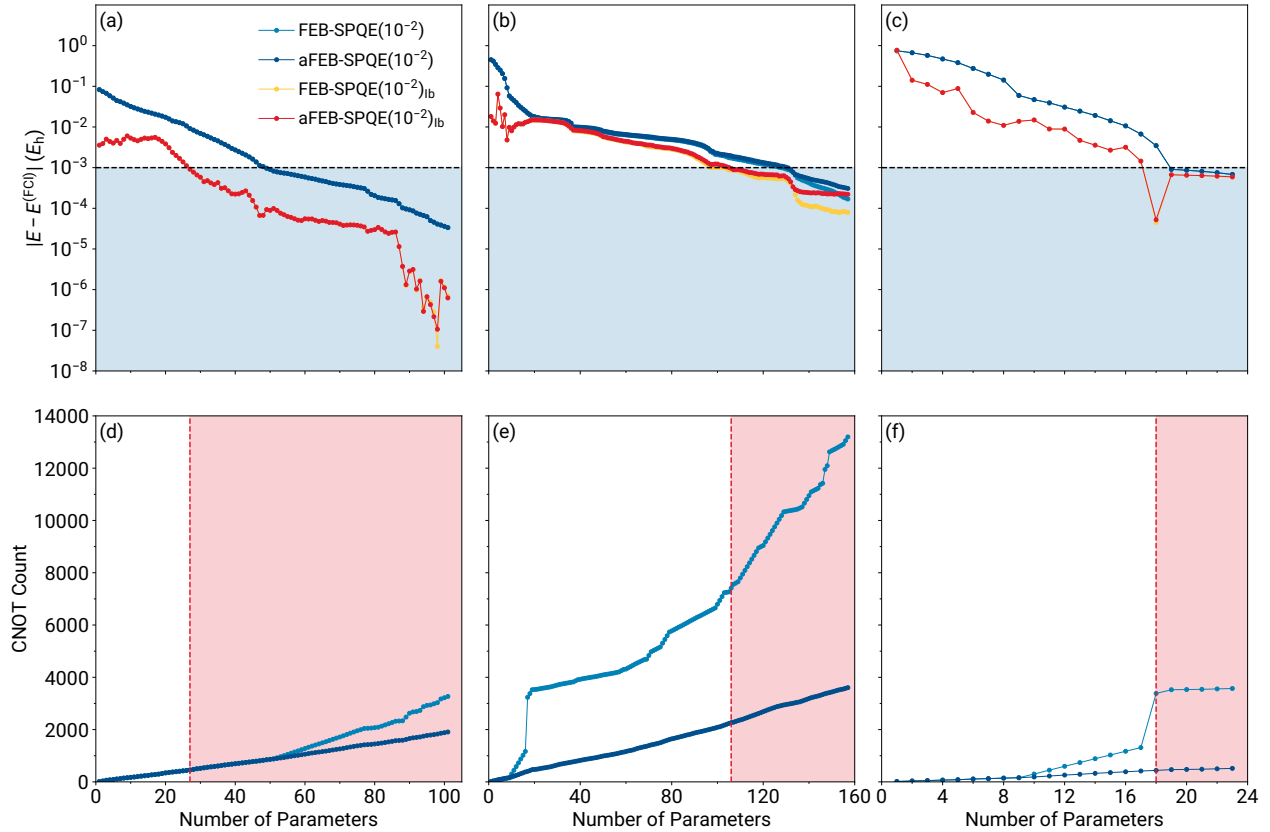 (a)
FEB-SPQE(10⁻²)
aFEB-SPQE(10⁻²)
FEB-SPQE(10⁻²)lb
aFEB-SPQE(10⁻²)lb
(b)
(c)
10⁰
10⁻¹
10⁻²
10⁻³
10⁻⁴
10⁻⁵
10⁻⁶
10⁻⁷
10⁻⁸
|E − E^(FCI)| (E_h)
(d)
(e)
(f)
14000
12000
10000
8000
6000
4000
2000
0
CNOT Count
0 20 40 60 80 100
0 40 80 120 160
0 4 8 12 16 20 24
Number of Parameters
Number of Parameters
Number of Parameters